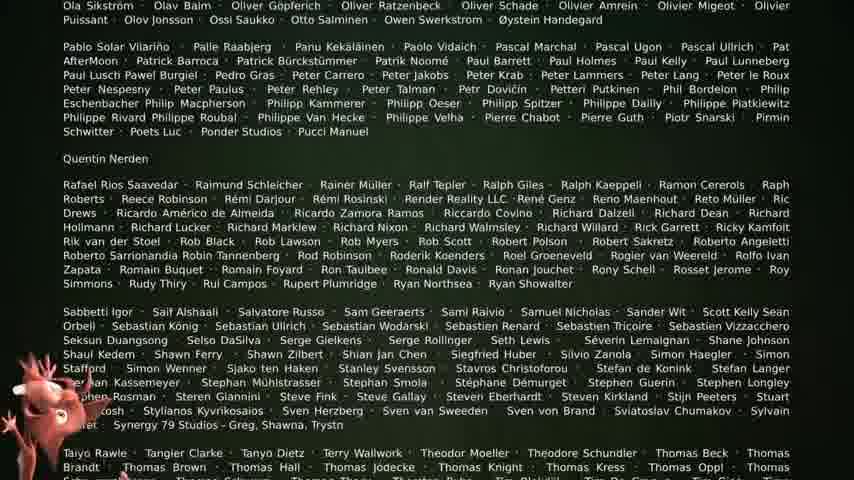 Ola Sikström · Olav Balm · Oliver Göpferich · Oliver Ratzenbeck · Oliver Schade · Olivier Amrein · Olivier Migeot · Olivier
Puissant · Olov Jonsson · Ossi Saukko · Otto Salminen · Owen Swerkstrom · Øystein Handegard
Pablo Solar Vilariño · Palle Raabjerg · Panu Kekäläinen · Paolo Vidaich · Pascal Marchal · Pascal Ugon · Pascal Ullrich · Pat
AfterMoon · Patrick Barroca · Patrick Bürckstümmer · Patrik Noomé · Paul Barrett · Paul Holmes · Paul Kelly · Paul Lunneberg
Paul Lusch Pawel Burgiel · Pedro Gras · Peter Carrero · Peter Jakobs · Peter Krab · Peter Lammers · Peter Lang · Peter le Roux
Peter Nespesny · Peter Paulus · Peter Rehley · Peter Talman · Petr Dovičín · Petteri Putkinen · Phil Bordelon · Philip
Eschenbacher Philip Macpherson · Philipp Kammerer · Philipp Oeser · Philipp Spitzer · Philippe Dailly · Philippe Piatkiewitz
Philippe Rivard Philippe Roubal · Philippe Van Hecke · Philippe Velha · Pierre Chabot · Pierre Guth · Piotr Snarski · Pirmin
Schwitter · Poets Luc · Ponder Studios · Pucci Manuel
Quentin Nerden
Rafael Rios Saavedar · Raimund Schleicher · Rainer Müller · Ralf Tepler · Ralph Giles · Ralph Kaeppeli · Ramon Cererols · Raph
Roberts · Reece Robinson · Rémi Darjour · Rémi Rosinski · Render Reality LLC · René Genz · Reno Maenhout · Reto Müller · Ric
Drews · Ricardo Américo de Almeida · Ricardo Zamora Ramos · Riccardo Covino · Richard Dalzell · Richard Dean · Richard
Hollmann · Richard Lucker · Richard Marklew · Richard Nixon · Richard Walmsley · Richard Willard · Rick Garrett · Ricky Kamfolt
Rik van der Stoel · Rob Black · Rob Lawson · Rob Myers · Rob Scott · Robert Polson · Robert Sakretz · Roberto Angeletti
Roberto Sarrionandia Robin Tannenberg · Rod Robinson · Roderik Koenders · Roel Groeneveld · Rogier van Weereld · Rolfo Ivan
Zapata · Romain Buquet · Romain Foyard · Ron Taulbee · Ronald Davis · Ronan Jouchet · Rony Schell · Rosset Jerome · Roy
Simmons · Rudy Thiry · Rui Campos · Rupert Plumridge · Ryan Northsea · Ryan Showalter
Sabbetti Igor · Saif Alshaali · Salvatore Russo · Sam Geeraerts · Sami Raivio · Samuel Nicholas · Sander Wit · Scott Kelly Sean
Orbell · Sebastian König · Sebastian Ullrich · Sebastian Wodarski · Sebastien Renard · Sebastien Tricoire · Sebastien Vizzacchero
Seksun Duangsong · Selso DaSilva · Serge Gielkens · Serge Rollinger · Seth Lewis · Séverin Lemaignan · Shane Johnson
Shaul Kedem · Shawn Ferry · Shawn Zilbert · Shian Jan Chen · Siegfried Huber · Silvio Zanola · Simon Haegler · Simon
Stafford · Simon Wenner · Sjako ten Haken · Stanley Svensson · Stavros Christoforou · Stefan de Konink · Stefan Langer
Kassemeyer · Stephan Mühlstrasser · Stephan Smola · Stéphane Démurget · Stephen Guerin · Stephen Longley
Rosman · Steren Giannini · Steve Fink · Steve Gallay · Steven Eberhardt · Steven Kirkland · Stijn Peeters · Stuart
· Stylianos Kyvrikosaios · Sven Herzberg · Sven van Sweeden · Sven von Brand · Sviatoslav Chumakov · Sylvain
· Synergy 79 Studios - Greg, Shawna, Trystn
Taiyo Rawle · Tangier Clarke · Tanyo Dietz · Terry Wallwork · Theodor Moeller · Theodore Schundler · Thomas Beck · Thomas
Brandt · Thomas Brown · Thomas Hall · Thomas Jödecke · Thomas Knight · Thomas Kress · Thomas Oppl · Thomas